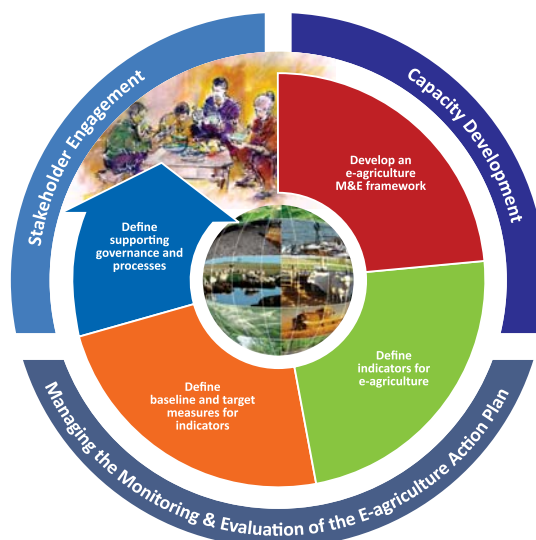 Stakeholder Engagement
Capacity Development
Develop an
e-agriculture
M&E framework
Define
indicators for
e-agriculture
Define
baseline and target
measures for
indicators
Define
supporting
governance and
processes
Managing the Monitoring & Evaluation of the E-agriculture Action Plan